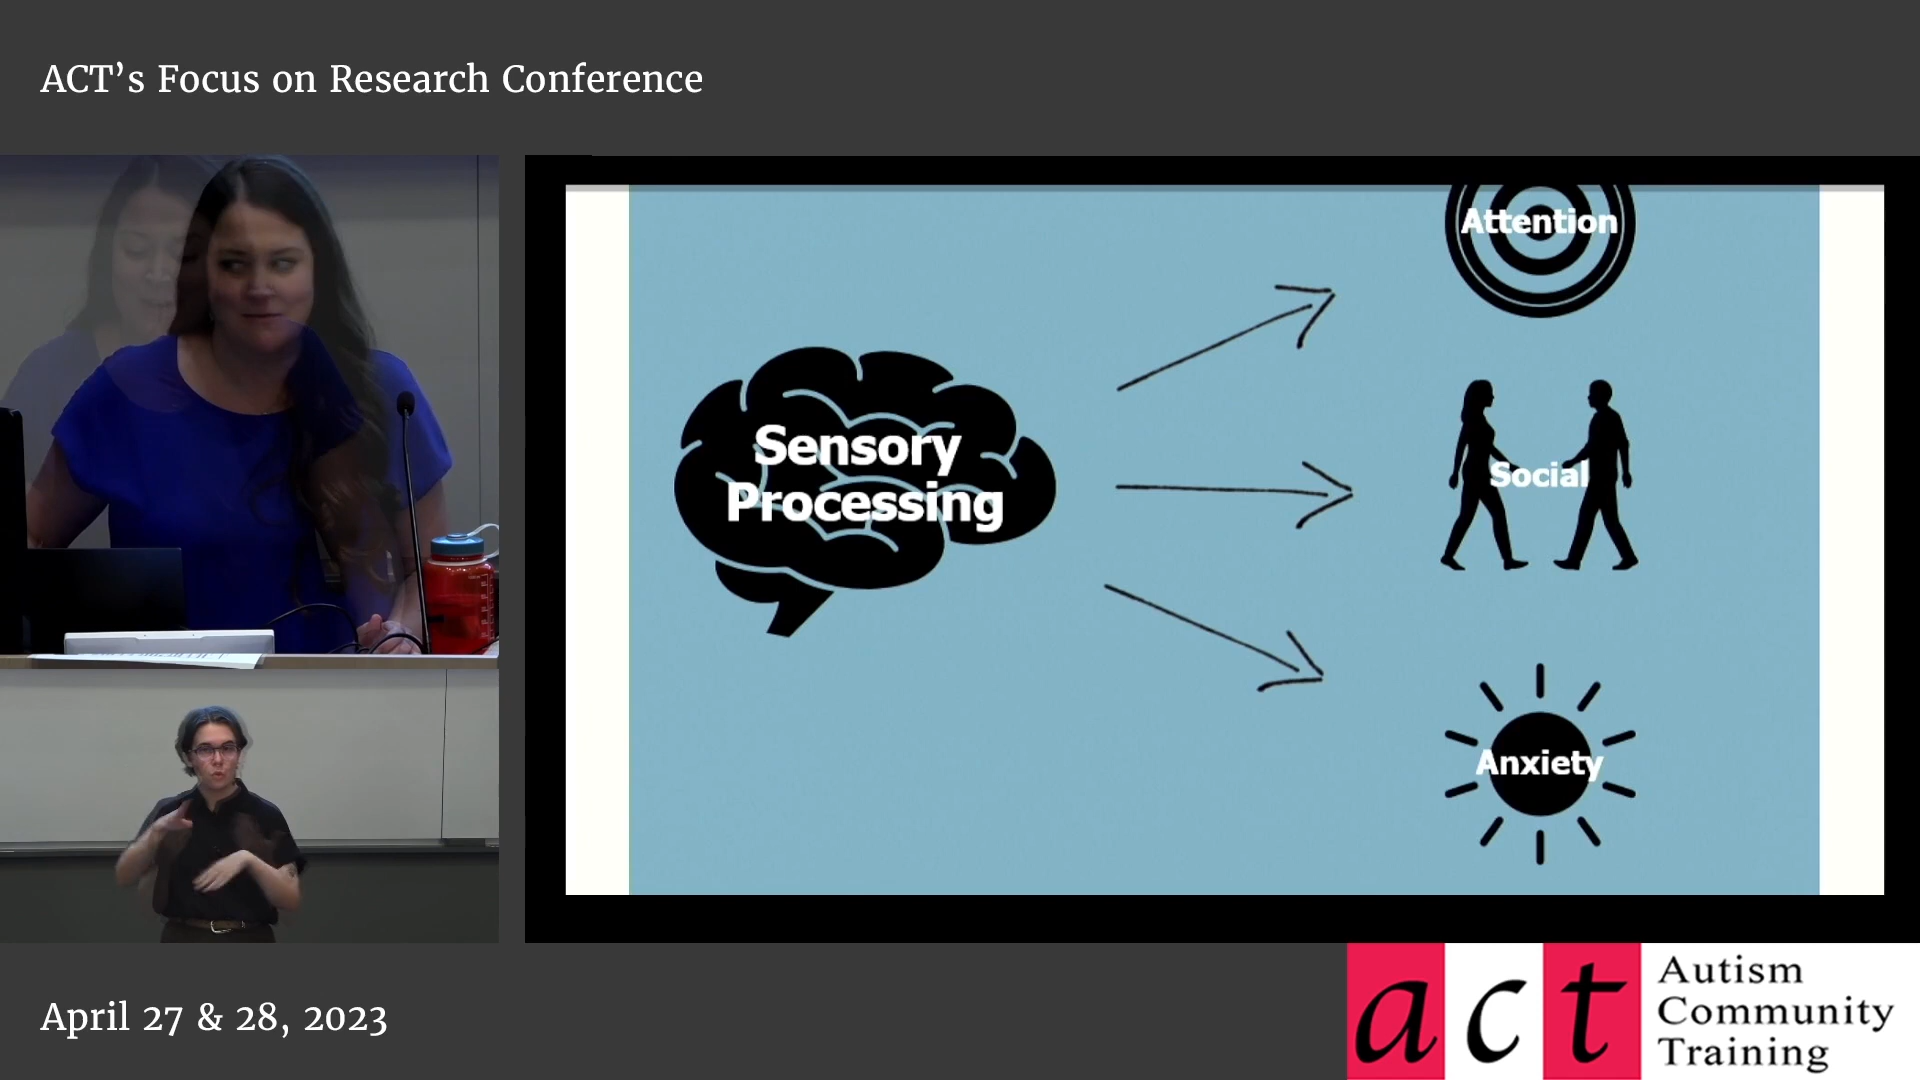 ACT’s Focus on Research Conference
Attention
Sensory
Processing
Social
Anxiety
April 27 & 28, 2023
act
Autism
Community
Training